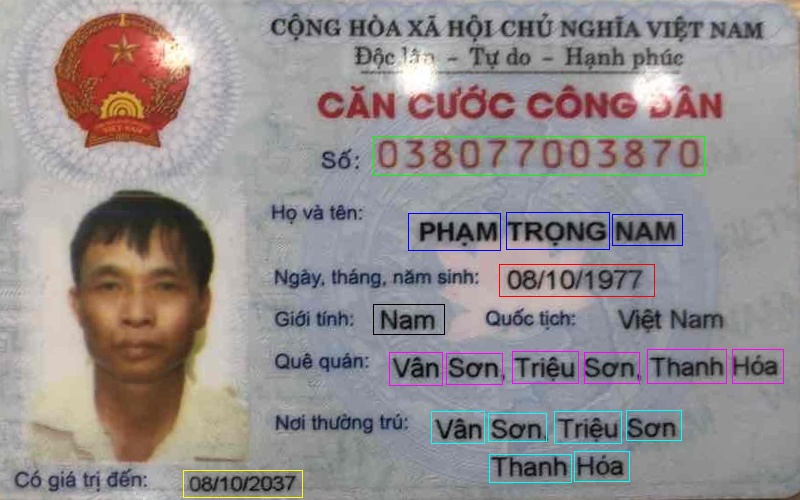 CỘNG HÒA XÃ HỘI CHỦ NGHĨA VIỆT NAM
Độc lập - Tự do - Hạnh phúc
CĂN CƯỚC CÔNG DÂN
Số: 038077003870
Họ và tên: PHẠM TRỌNG NAM
Ngày, tháng, năm sinh: 08/10/1977
Giới tính: Nam Quốc tịch: Việt Nam
Quê quán: Vân Sơn, Triệu Sơn, Thanh Hóa
Nơi thường trú: Vân Sơn, Triệu Sơn
Thanh Hóa
Có giá trị đến: 08/10/2037
VIỆT NAM